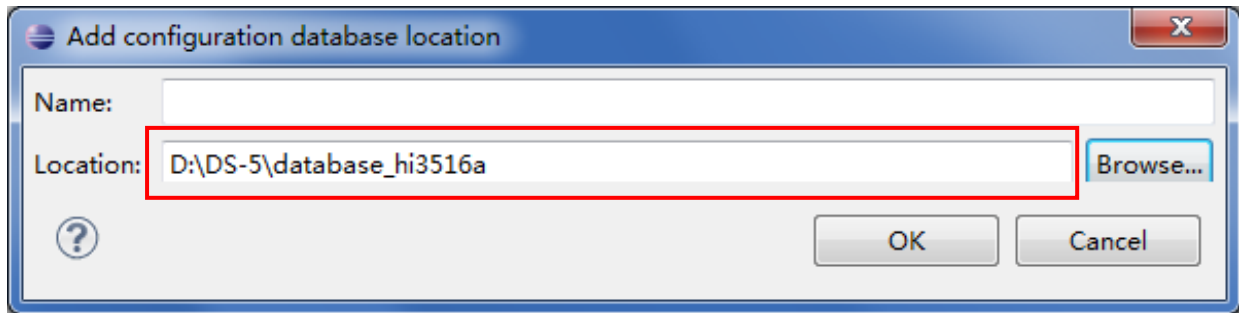 Add configuration database location
x
Name:
Location: D:\DS-5\database_hi3516a Browse...
? OK Cancel